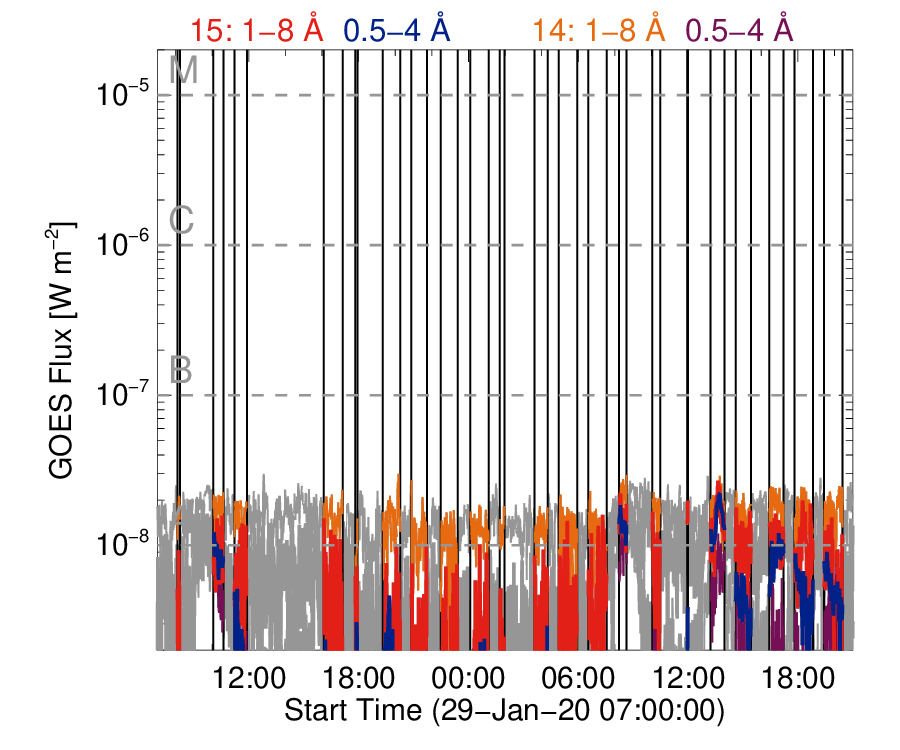 15: 1−8 Å 0.5−4 Å 14: 1−8 Å 0.5−4 Å
M
10⁻⁵
C
10⁻⁶
B
10⁻⁷
10⁻⁸
GOES Flux [W m⁻²]
12:00 18:00 00:00 06:00 12:00 18:00
Start Time (29−Jan−20 07:00:00)